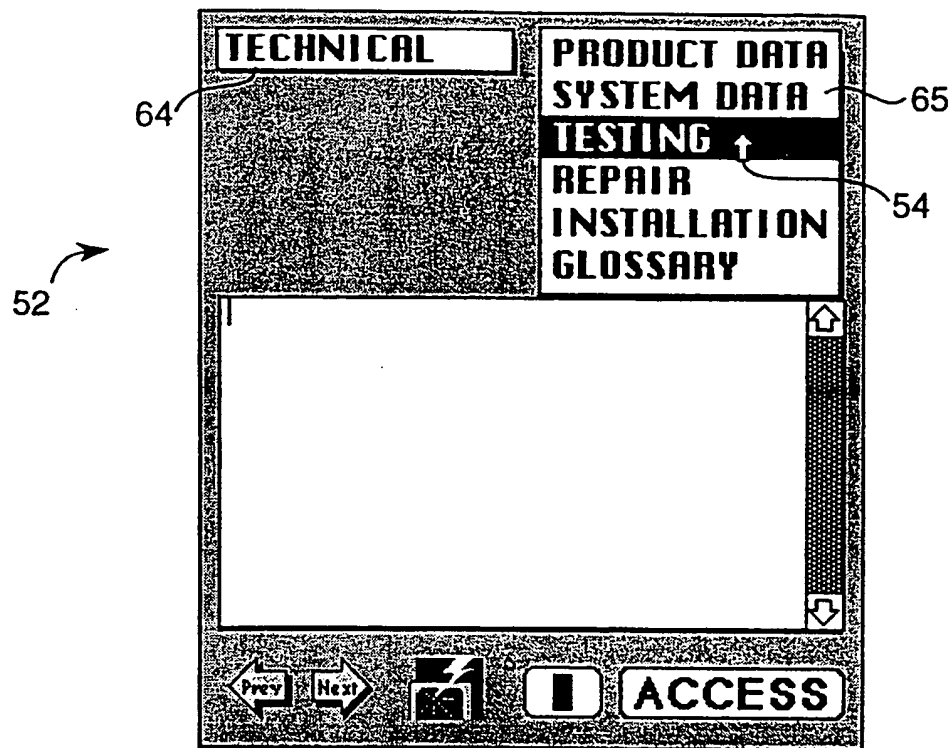 TECHNICAL
64
PRODUCT DATA
SYSTEM DATA
65
TESTING
54
REPAIR
INSTALLATION
GLOSSARY
52
Prev
Next
ACCESS